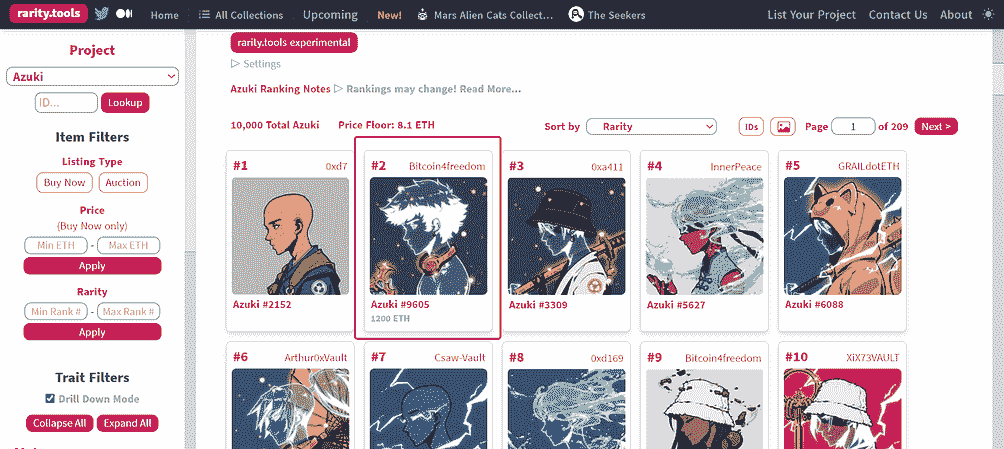 rarity.tools Home All Collections Upcoming New! Mars Alien Cats Collect... The Seekers List Your Project Contact Us About
Project
Azuki
ID... Lookup
Item Filters
Listing Type
Buy Now Auction
Price
(Buy Now only)
Min ETH - Max ETH
Apply
Rarity
Min Rank # - Max Rank #
Apply
Trait Filters
Drill Down Mode
Collapse All Expand All
rarity.tools experimental
▷ Settings
Azuki Ranking Notes ▷ Rankings may change! Read More...
10,000 Total Azuki Price Floor: 8.1 ETH Sort by Rarity IDs Page 1 of 209 Next >
#1 0xd7 #2 Bitcoin4freedom #3 0xa411 #4 InnerPeace #5 GRAILdotETH
Azuki #2152 Azuki #9605 Azuki #3309 Azuki #5627 Azuki #6088
1200 ETH
#6 Arthur0xVault #7 Csaw-Vault #8 0xd169 #9 Bitcoin4freedom #10 XiX73VAULT